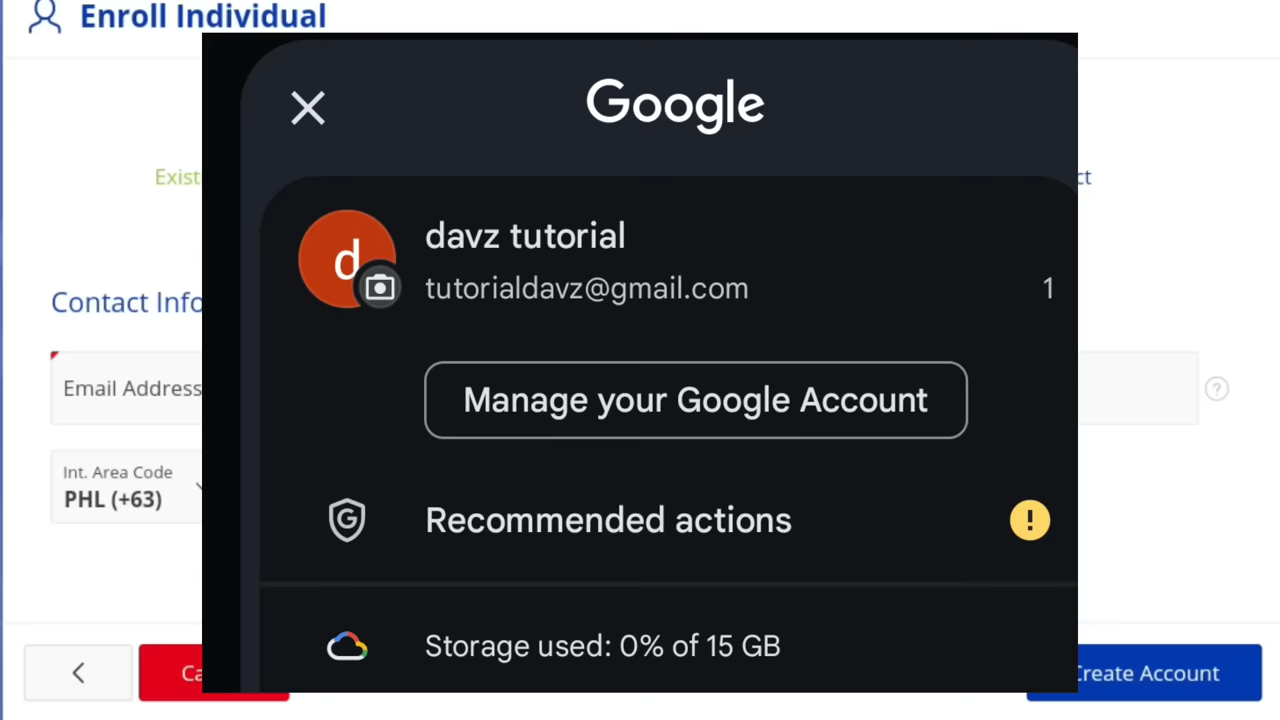 Enroll Individual
Google
davz tutorial
tutorialdavz@gmail.com 1
Contact Info
Email Address
Manage your Google Account
Int. Area Code
PHL (+63)
Recommended actions
Storage used: 0% of 15 GB
Create Account